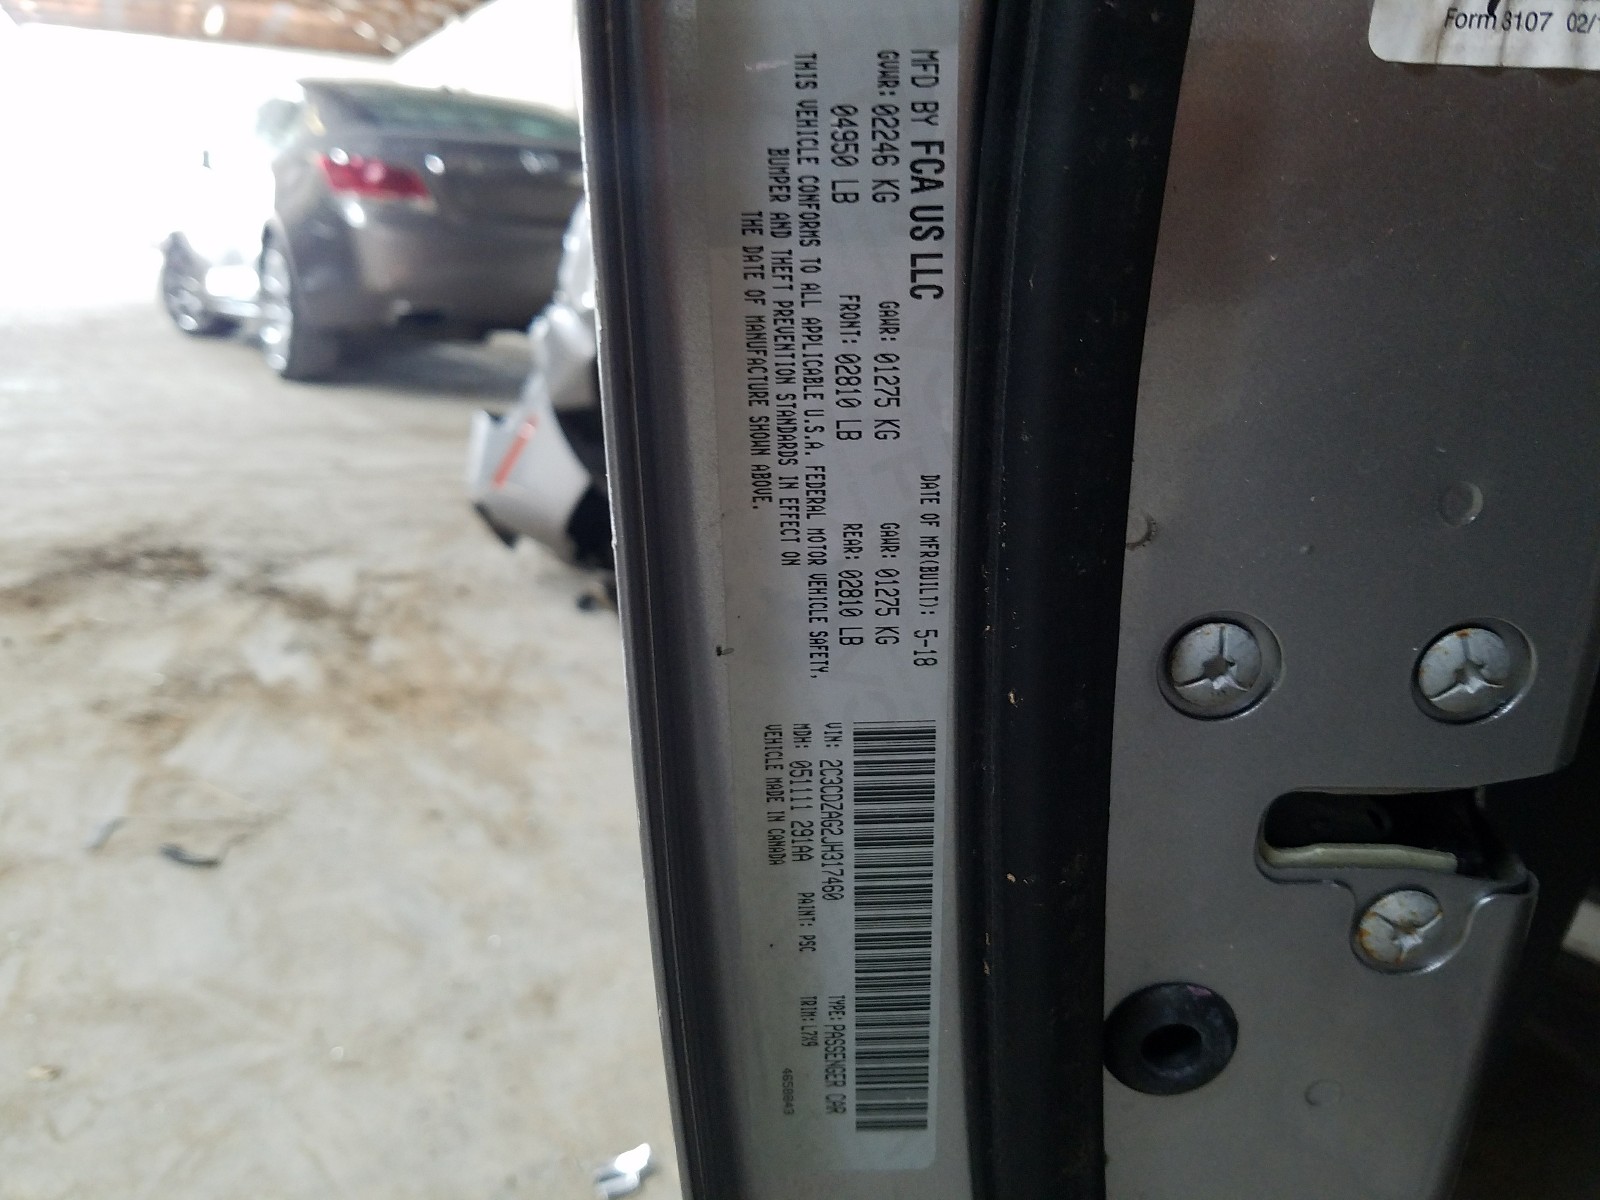 Form 3107 02/1
MFD BY FCA US LLC
DATE OF MFR(BUILT): 5-18
GVWR: 02246 KG GAWR: 01275 KG GAWR: 01275 KG
04950 LB FRONT: 02810 LB REAR: 02810 LB
THIS VEHICLE CONFORMS TO ALL APPLICABLE U.S.A. FEDERAL MOTOR VEHICLE SAFETY,
BUMPER AND THEFT PREVENTION STANDARDS IN EFFECT ON
THE DATE OF MANUFACTURE SHOWN ABOVE.
VIN: 2C3CDZAG2JH317460 TYPE: PASSENGER CAR
MDH: 051111 291AA PAINT: PSC TRIM: L7X9
VEHICLE MADE IN CANADA